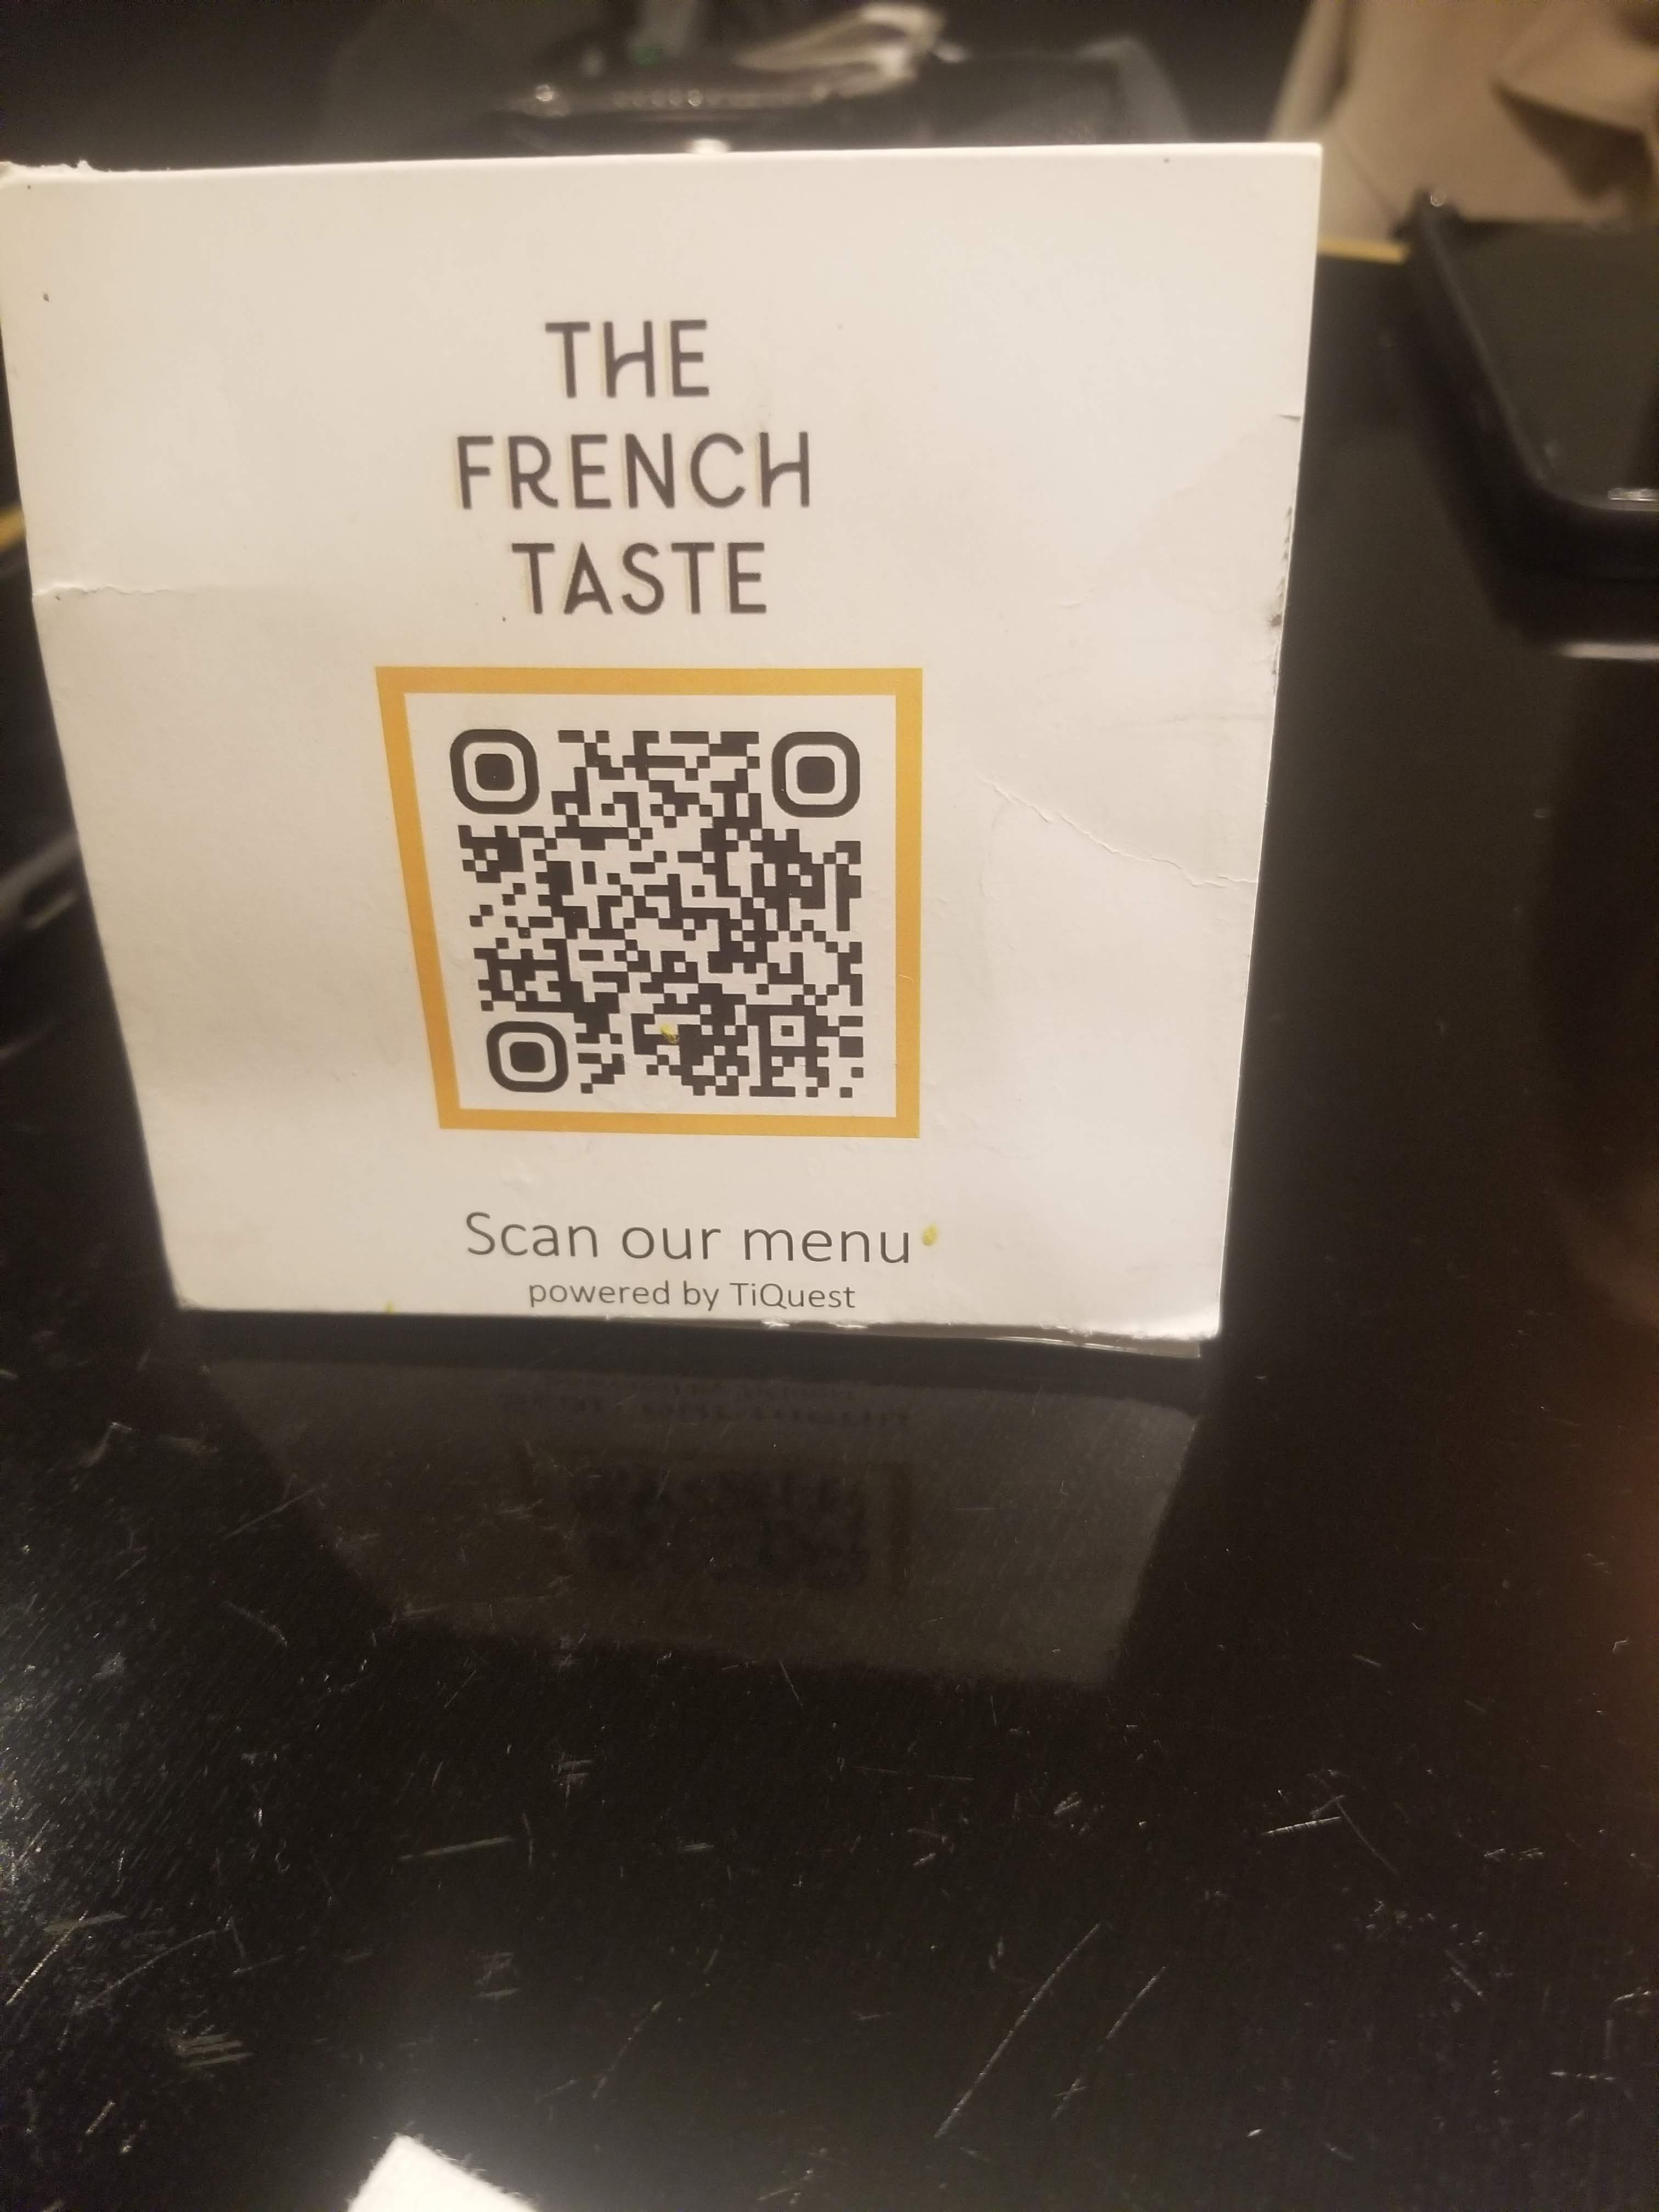 THE
FRENCH
TASTE
Scan our menu
powered by TiQuest